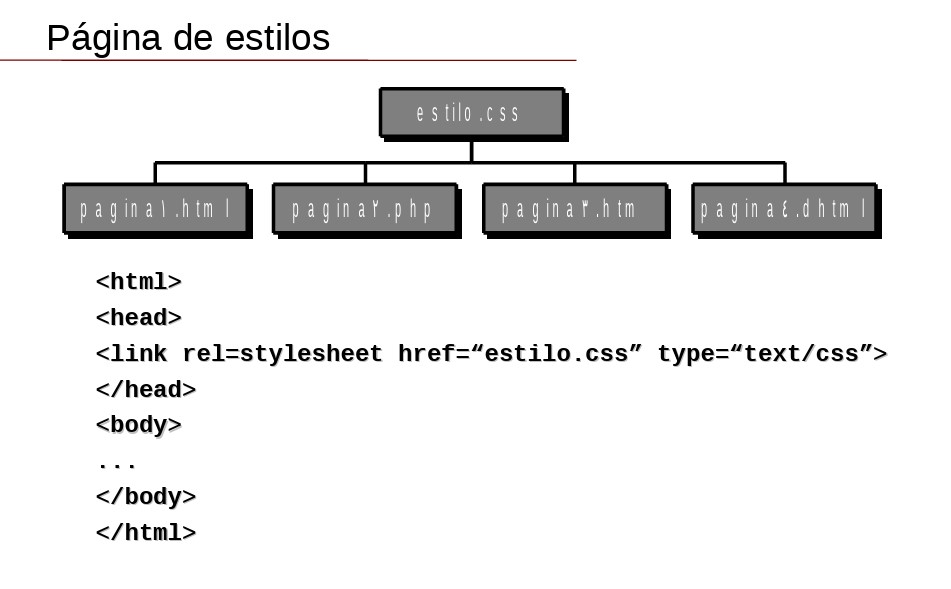 Página de estilos
estilo.css
pagina١.html
pagina٢.php
pagina٣.htm
pagina٤.dhtml
<html>
<head>
<link rel=stylesheet href=“estilo.css” type=“text/css”>
</head>
<body>
...
</body>
</html>